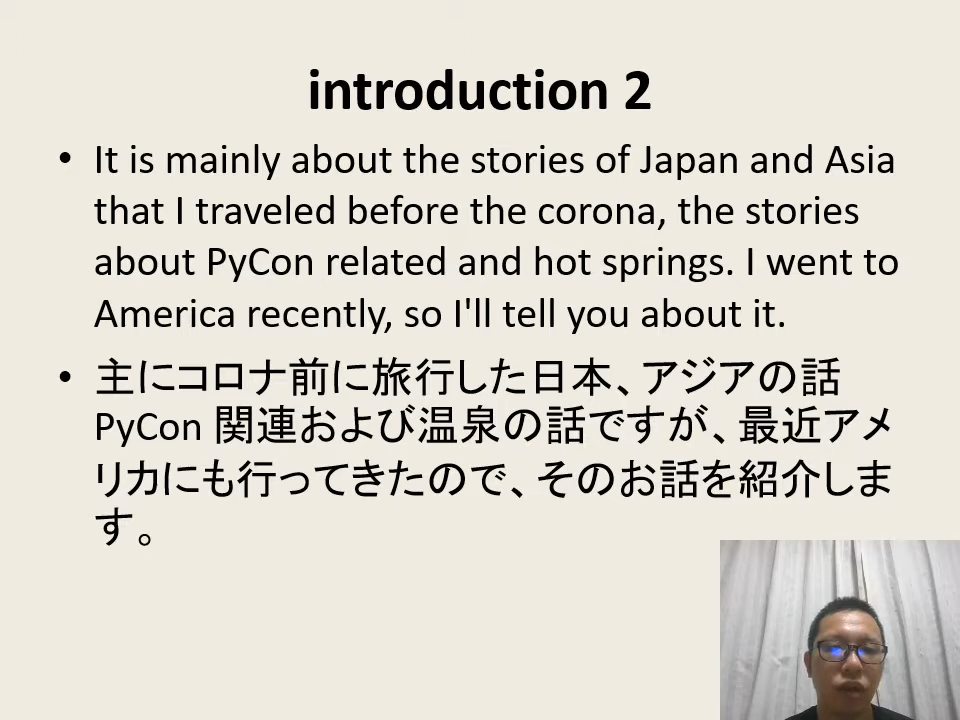 introduction 2
• It is mainly about the stories of Japan and Asia
that I traveled before the corona, the stories
about PyCon related and hot springs. I went to
America recently, so I'll tell you about it.
• 主にコロナ前に旅行した日本、アジアの話
PyCon 関連および温泉の話ですが、最近アメ
リカにも行ってきたので、そのお話を紹介しま
す。